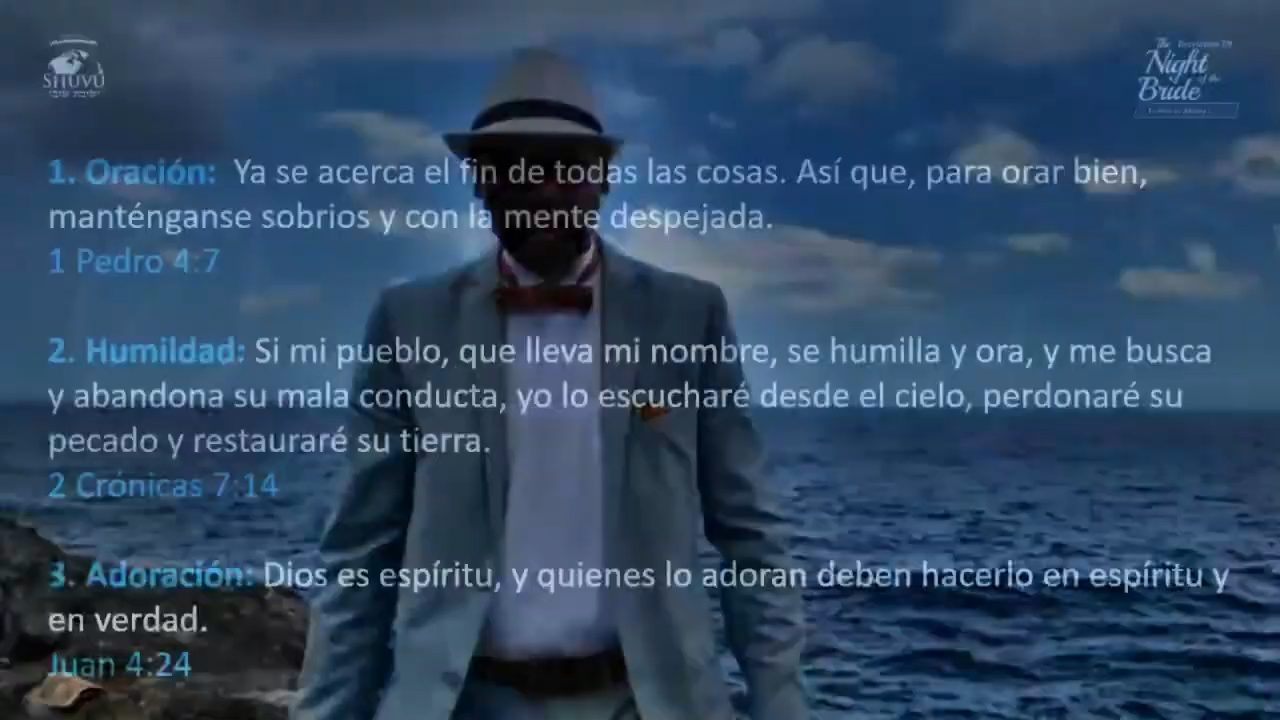 SHUVU
The
Night
of the
Bride
1. Oración: Ya se acerca el fin de todas las cosas. Así que, para orar bien,
manténganse sobrios y con la mente despejada.
1 Pedro 4:7
2. Humildad: Si mi pueblo, que lleva mi nombre, se humilla y ora, y me busca
y abandona su mala conducta, yo lo escucharé desde el cielo, perdonaré su
pecado y restauraré su tierra.
2 Crónicas 7:14
3. Adoración: Dios es espíritu, y quienes lo adoran deben hacerlo en espíritu y
en verdad.
Juan 4:24